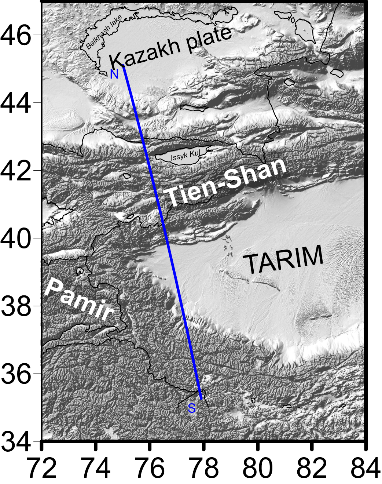 46
44
42
40
38
36
34
72 74 76 78 80 82 84
Balkhash lake
Kazakh plate
N
Issyk Kul
Tien-Shan
TARIM
Pamir
S